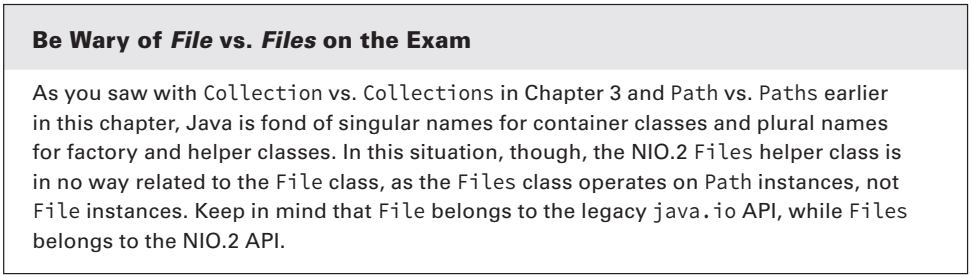 Be Wary of File vs. Files on the Exam
As you saw with Collection vs. Collections in Chapter 3 and Path vs. Paths earlier
in this chapter, Java is fond of singular names for container classes and plural names
for factory and helper classes. In this situation, though, the NIO.2 Files helper class is
in no way related to the File class, as the Files class operates on Path instances, not
File instances. Keep in mind that File belongs to the legacy java.io API, while Files
belongs to the NIO.2 API.